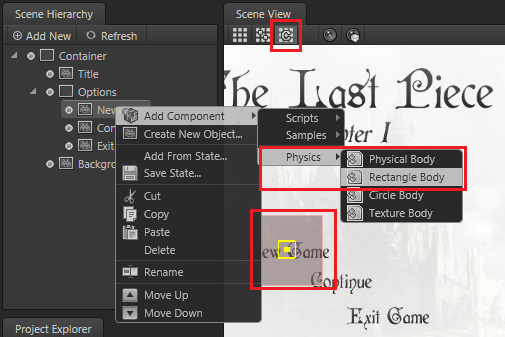 Scene Hierarchy
Add New
Refresh
Container
Title
Options
New
Con
Exit
Backgro
Project Explorer
Scene View
The Last Piece
pter I
New Game
Continue
Exit Game
Add Component
Create New Object...
Add From State...
Save State...
Cut
Copy
Paste
Delete
Rename
Move Up
Move Down
Scripts
Samples
Physics
Physical Body
Rectangle Body
Circle Body
Texture Body